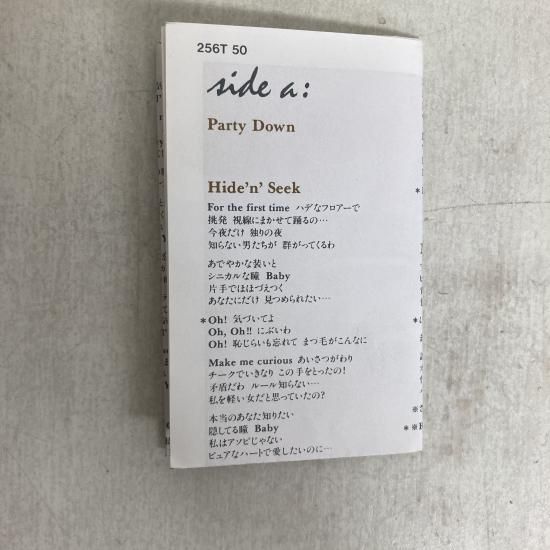 256T 50
side a:
Party Down
Hide'n' Seek
For the first time ハデなフロアーで
挑発 視線にまかせて踊るの…
今夜だけ 独りの夜
知らない男たちが 群がってくるわ
あでやかな装いと
シニカルな瞳 Baby
片手でほほづえつく
あなたにだけ 見つめられたい…
*Oh! 気づいてよ
Oh, Oh!! にぶいわ
Oh! 恥じらいも忘れて まつ毛がこんなに
Make me curious あいさつがわり
チークでいきなり この手をとったの!
矛盾だわ ルール知らない…
私を軽い女だと思っていたの?
本当のあなた知りたい
隠してる瞳 Baby
私はアソビじゃない
ピュアなハートで愛したいのに…